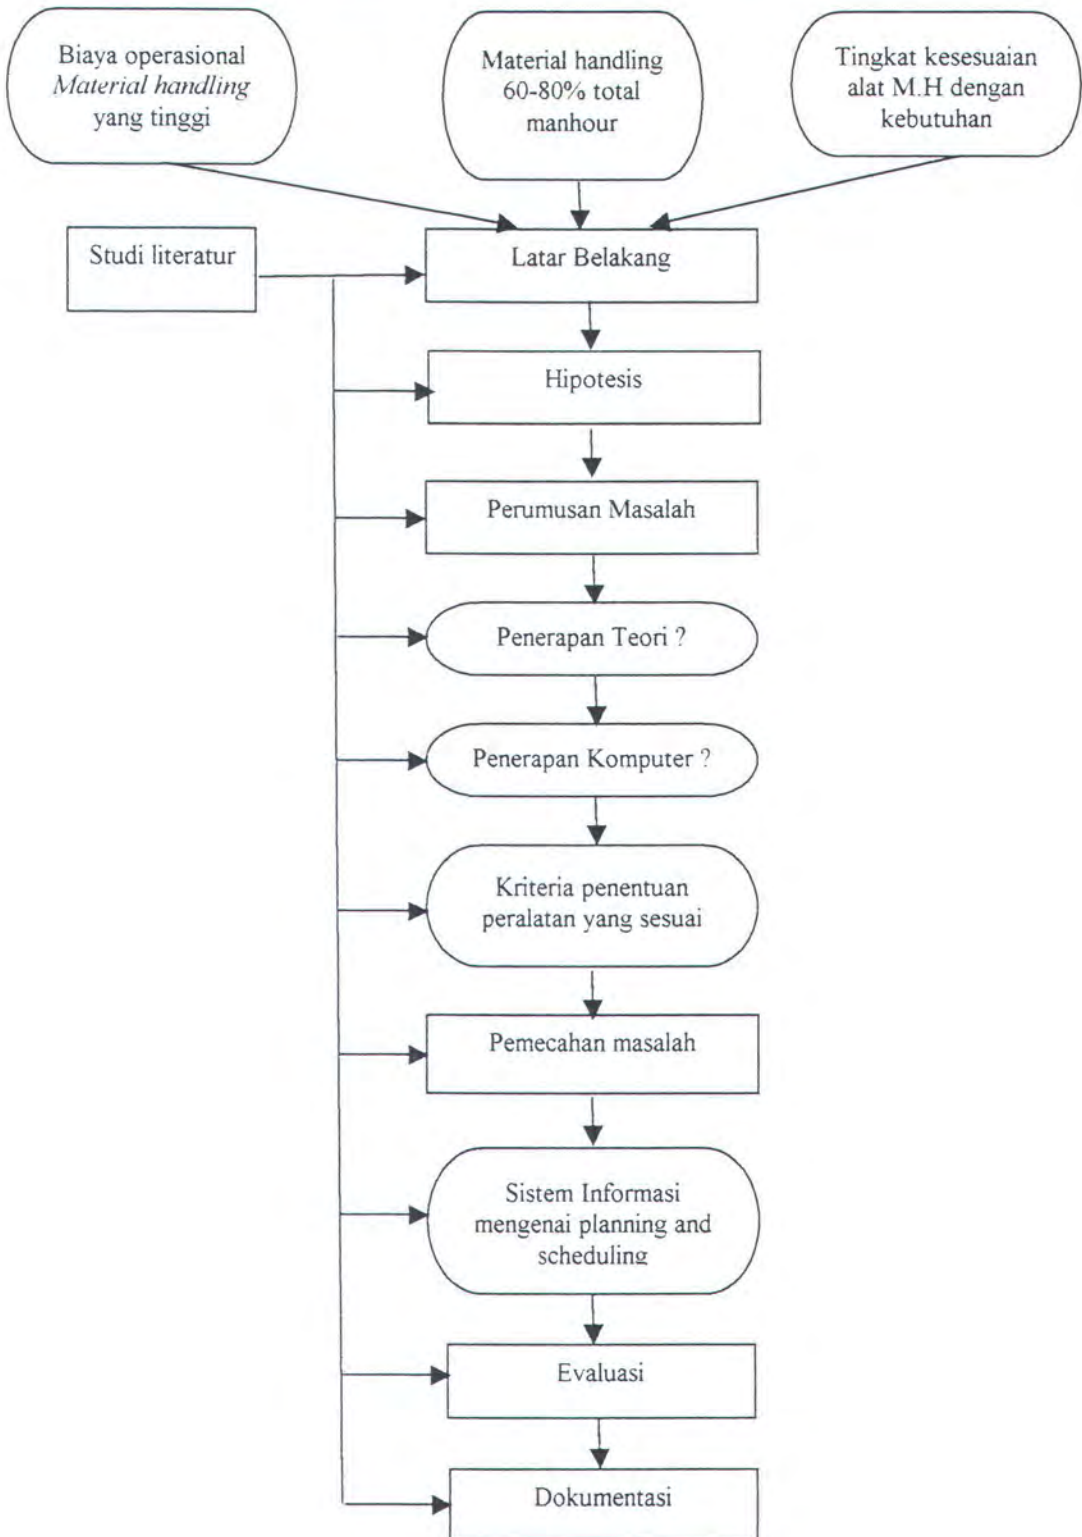 Biaya operasional
Material handling
yang tinggi
Material handling
60-80% total
manhour
Tingkat kesesuaian
alat M.H dengan
kebutuhan
Studi literatur
Latar Belakang
Hipotesis
Perumusan Masalah
Penerapan Teori ?
Penerapan Komputer ?
Kriteria penentuan
peralatan yang sesuai
Pemecahan masalah
Sistem Informasi
mengenai planning and
scheduling
Evaluasi
Dokumentasi